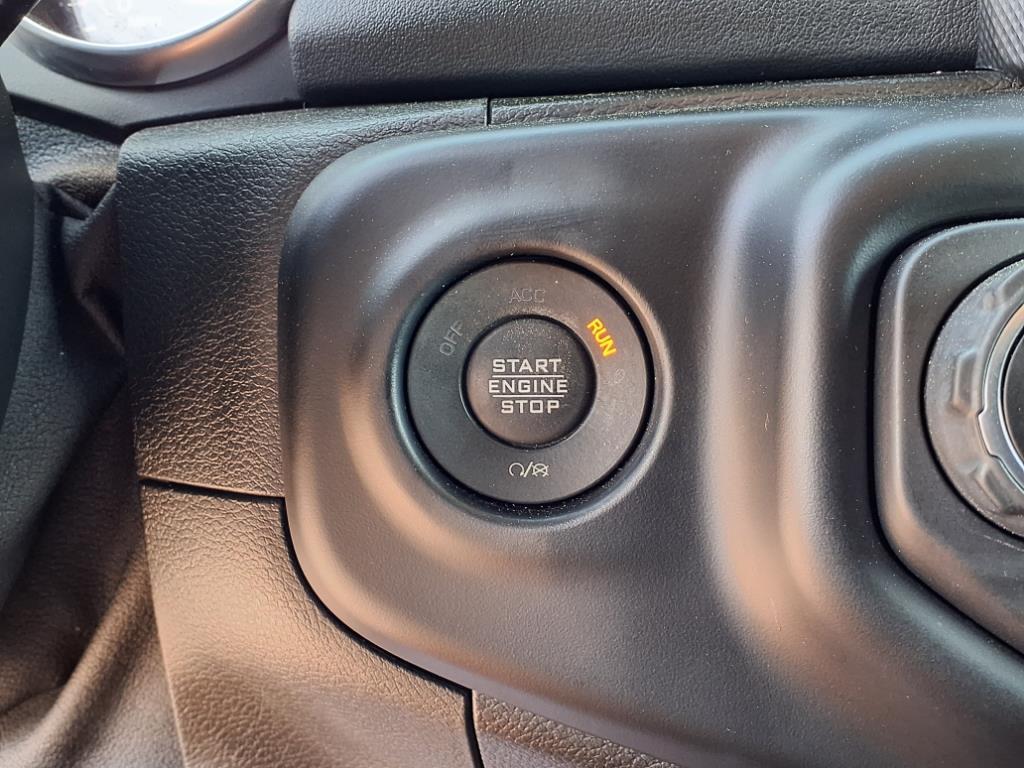 ACC
OFF
RUN
START
ENGINE
STOP